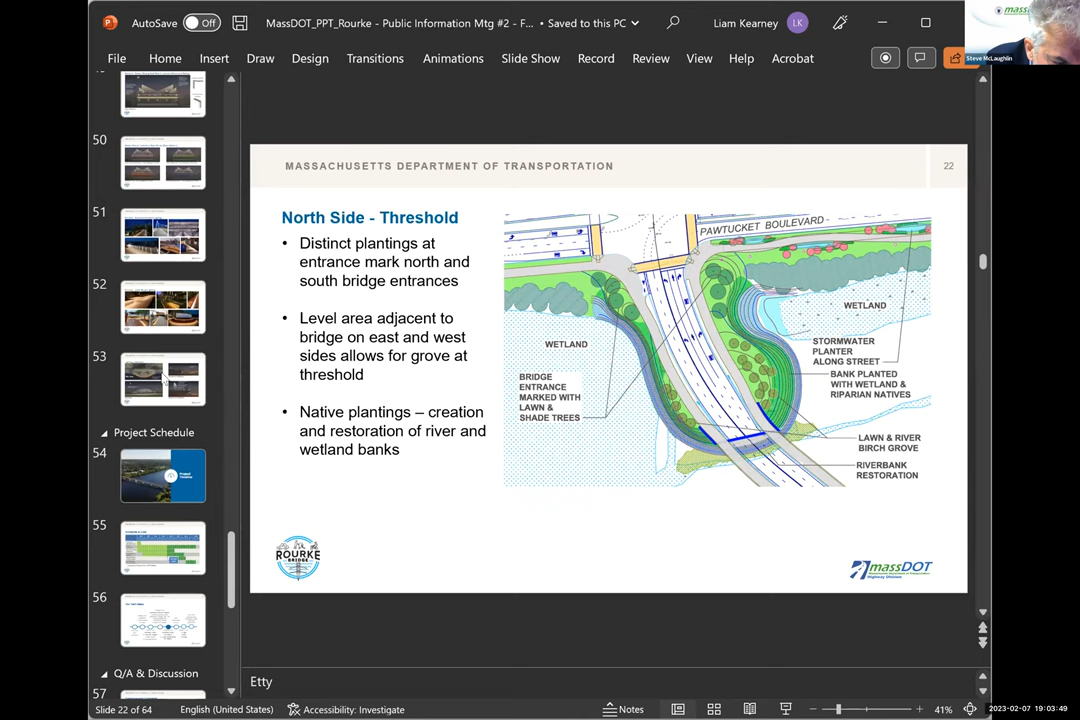 AutoSave Off MassDOT_PPT_Rourke - Public Information Mtg #2 - F... • Saved to this PC Liam Kearney LK
File Home Insert Draw Design Transitions Animations Slide Show Record Review View Help Acrobat
Steve McLaughlin
50
51
52
53
Project Schedule
54
55
56
Q/A & Discussion
57
MASSACHUSETTS DEPARTMENT OF TRANSPORTATION
22
North Side - Threshold
• Distinct plantings at
entrance mark north and
south bridge entrances
• Level area adjacent to
bridge on east and west
sides allows for grove at
threshold
• Native plantings – creation
and restoration of river and
wetland banks
PAWTUCKET BOULEVARD
WETLAND
WETLAND
STORMWATER
PLANTER
ALONG STREET
BRIDGE
ENTRANCE
MARKED WITH
LAWN &
SHADE TREES
BANK PLANTED
WITH WETLAND &
RIPARIAN NATIVES
LAWN & RIVER
BIRCH GROVE
RIVERBANK
RESTORATION
ROURKE
BRIDGE
massDOT
Highway Division
Etty
Slide 22 of 64 English (United States) Accessibility: Investigate Notes 41%
2023-02-07 19:03:49